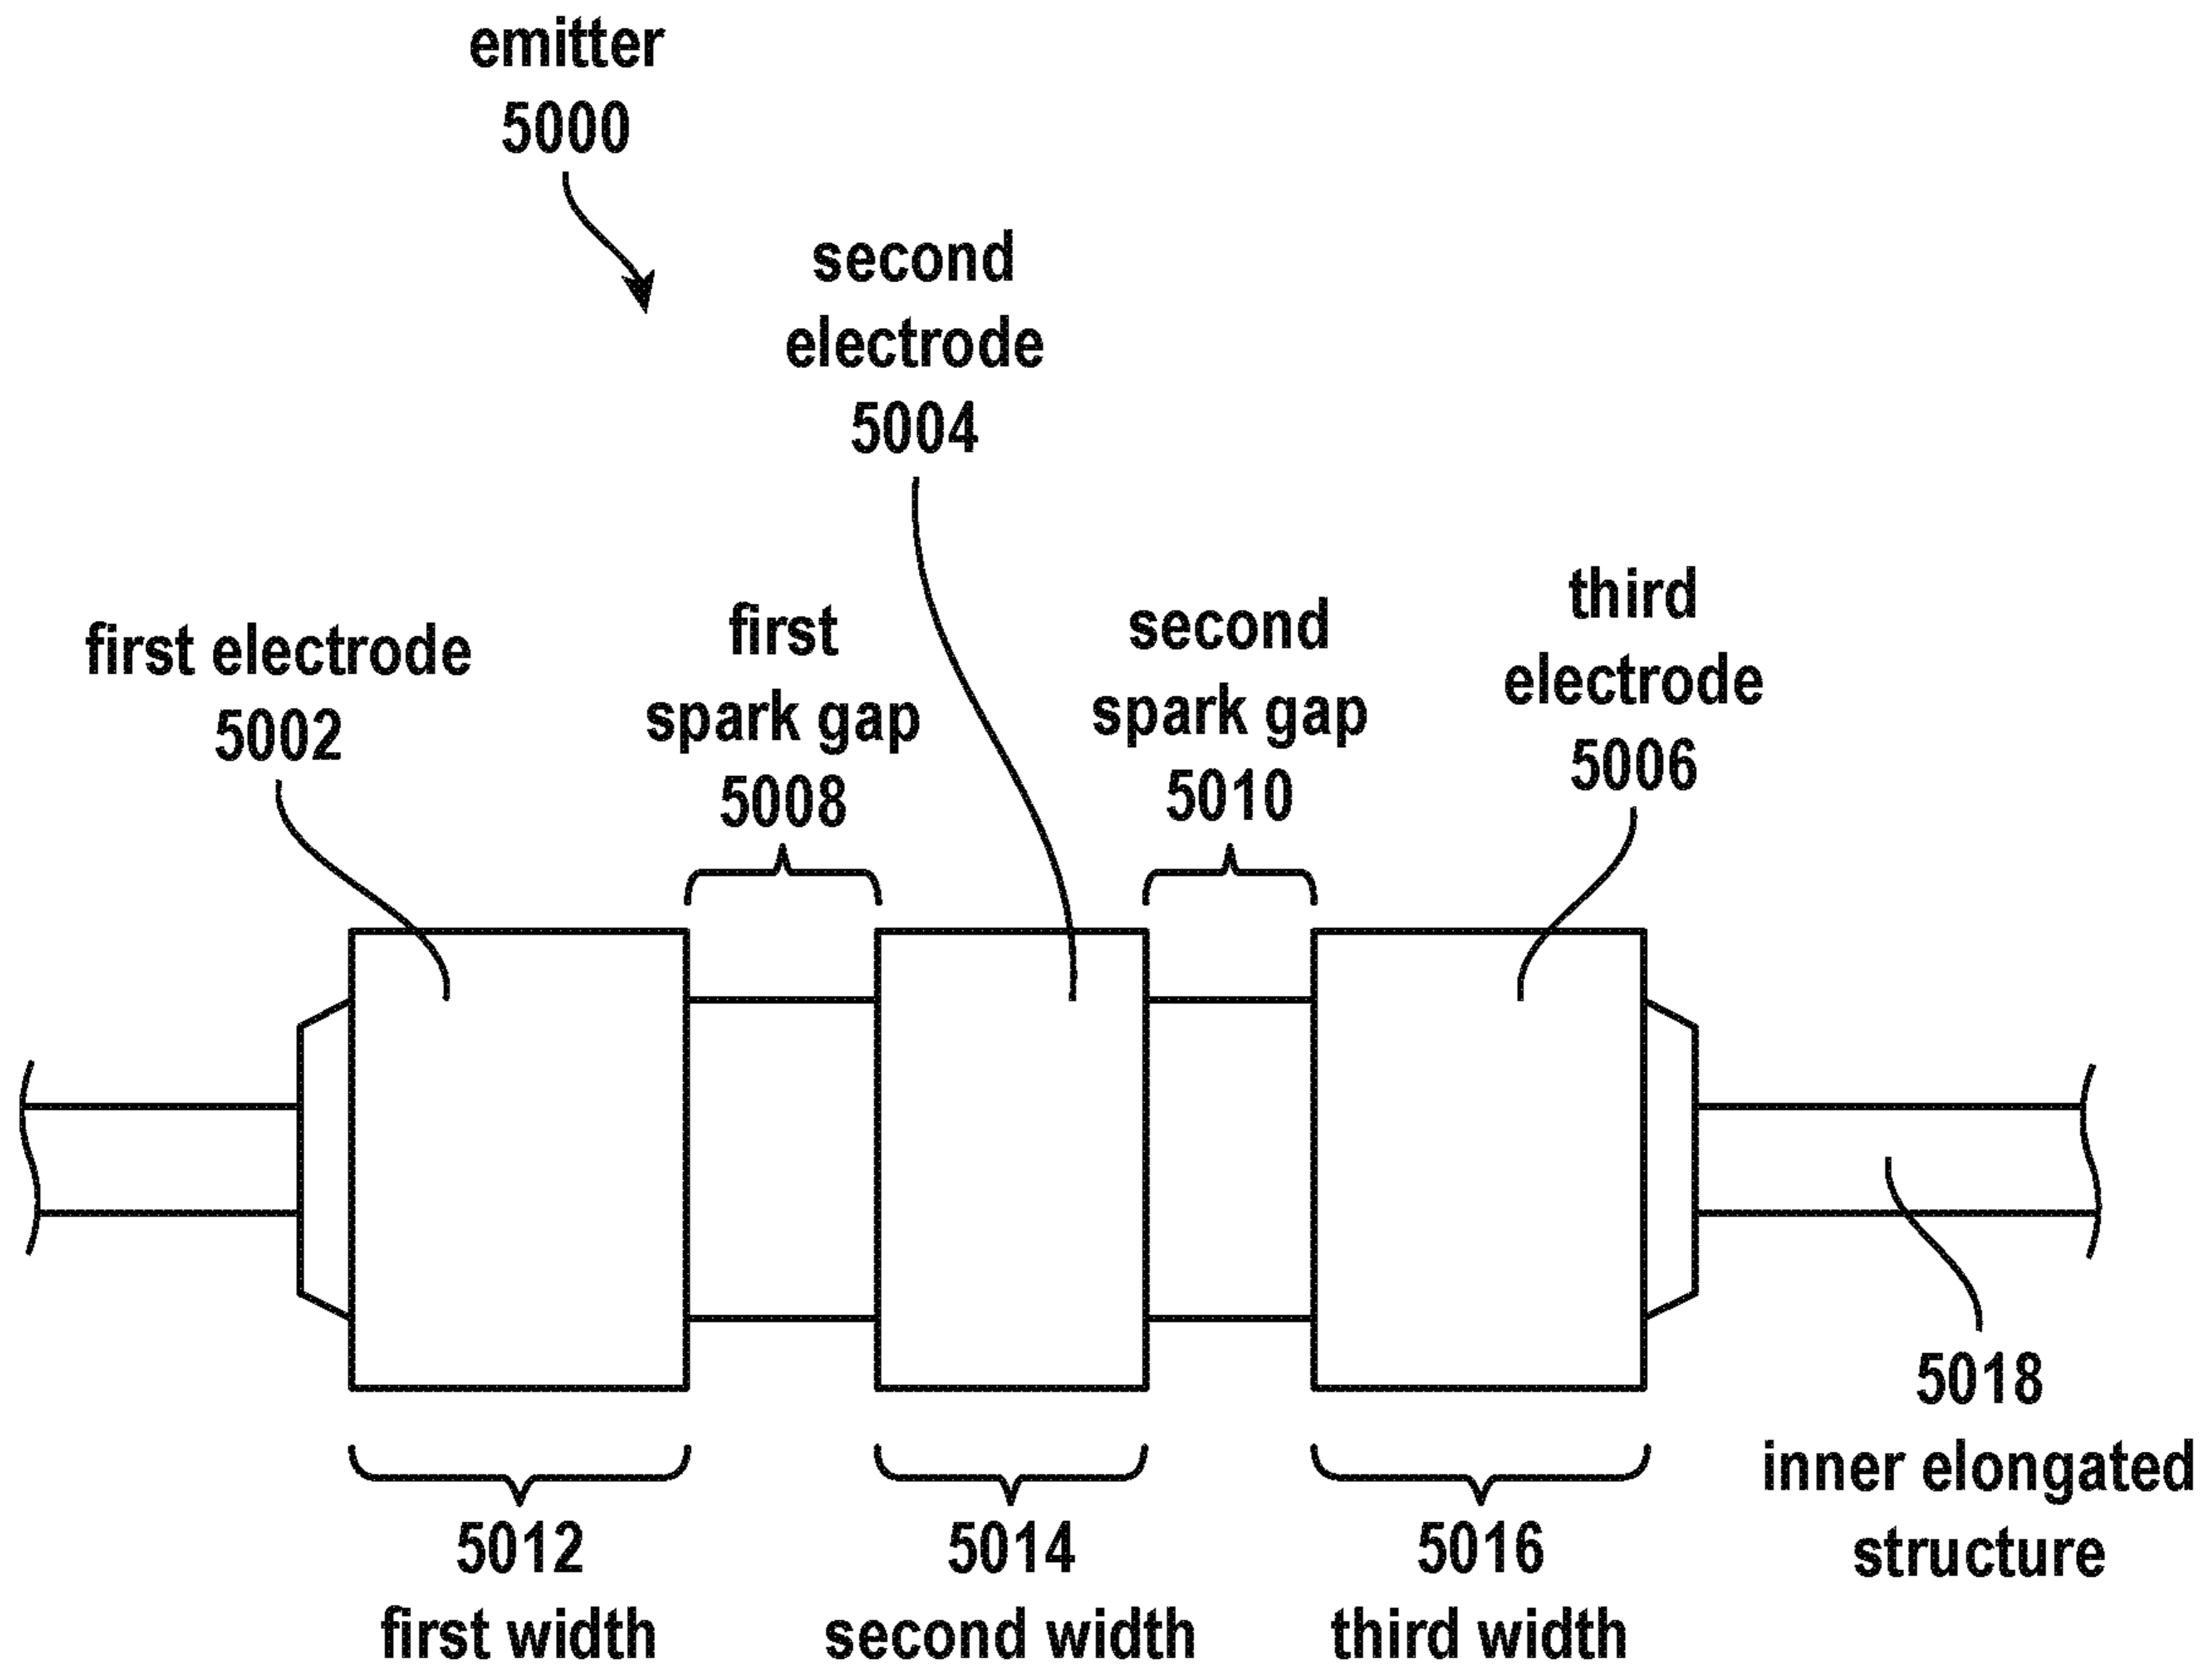 emitter
5000
second
electrode
5004
first electrode
5002
first
spark gap
5008
second
spark gap
5010
third
electrode
5006
5012
first width
5014
second width
5016
third width
5018
inner elongated
structure